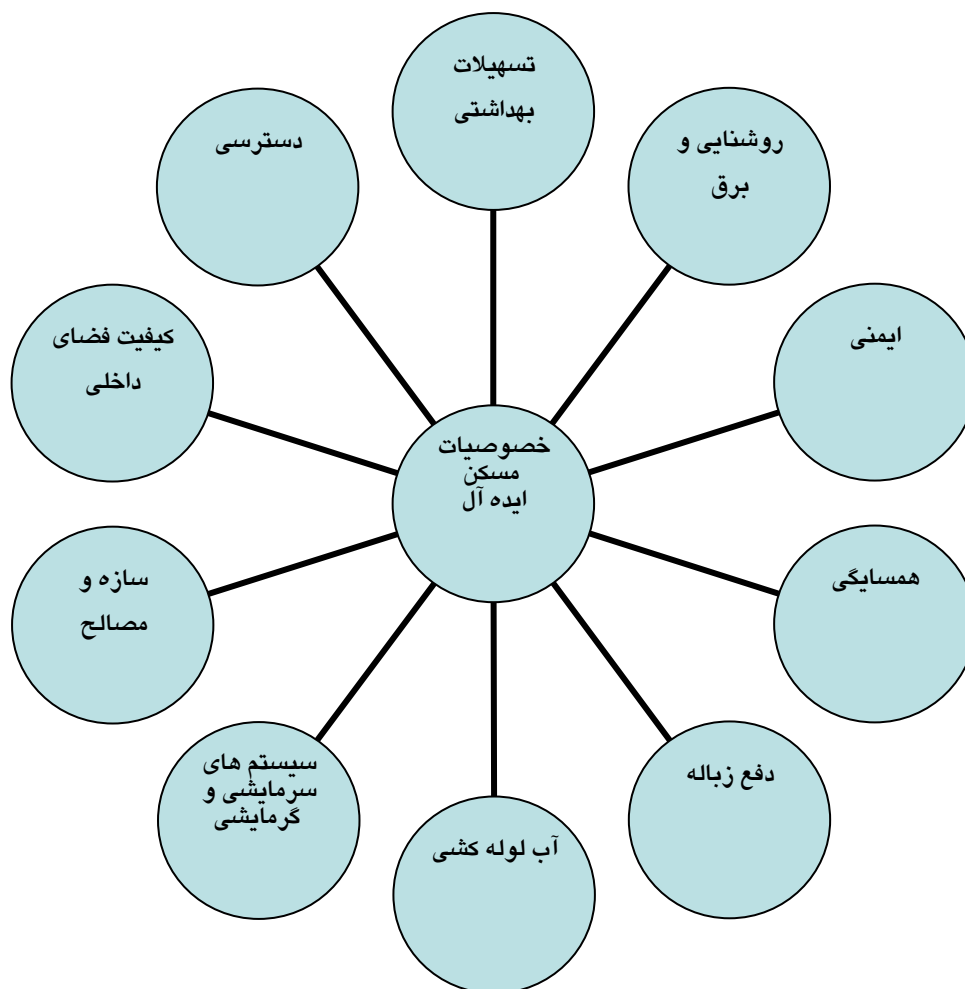 تسهیلات
بهداشتی
روشنایی و
برق
دسترسی
ایمنی
کیفیت فضای
داخلی
خصوصیات
مسکن
ایده آل
همسایگی
سازه و
مصالح
دفع زباله
سیستم های
سرمایشی و
گرمایشی
آب لوله کشی